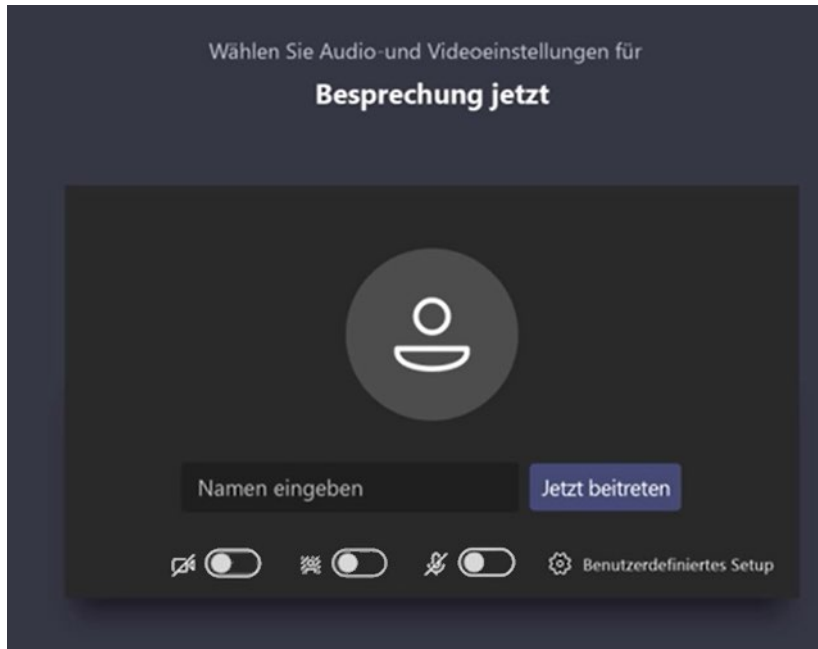 Wählen Sie Audio-und Videoeinstellungen für
Besprechung jetzt
Namen eingeben
Jetzt beitreten
Benutzerdefiniertes Setup